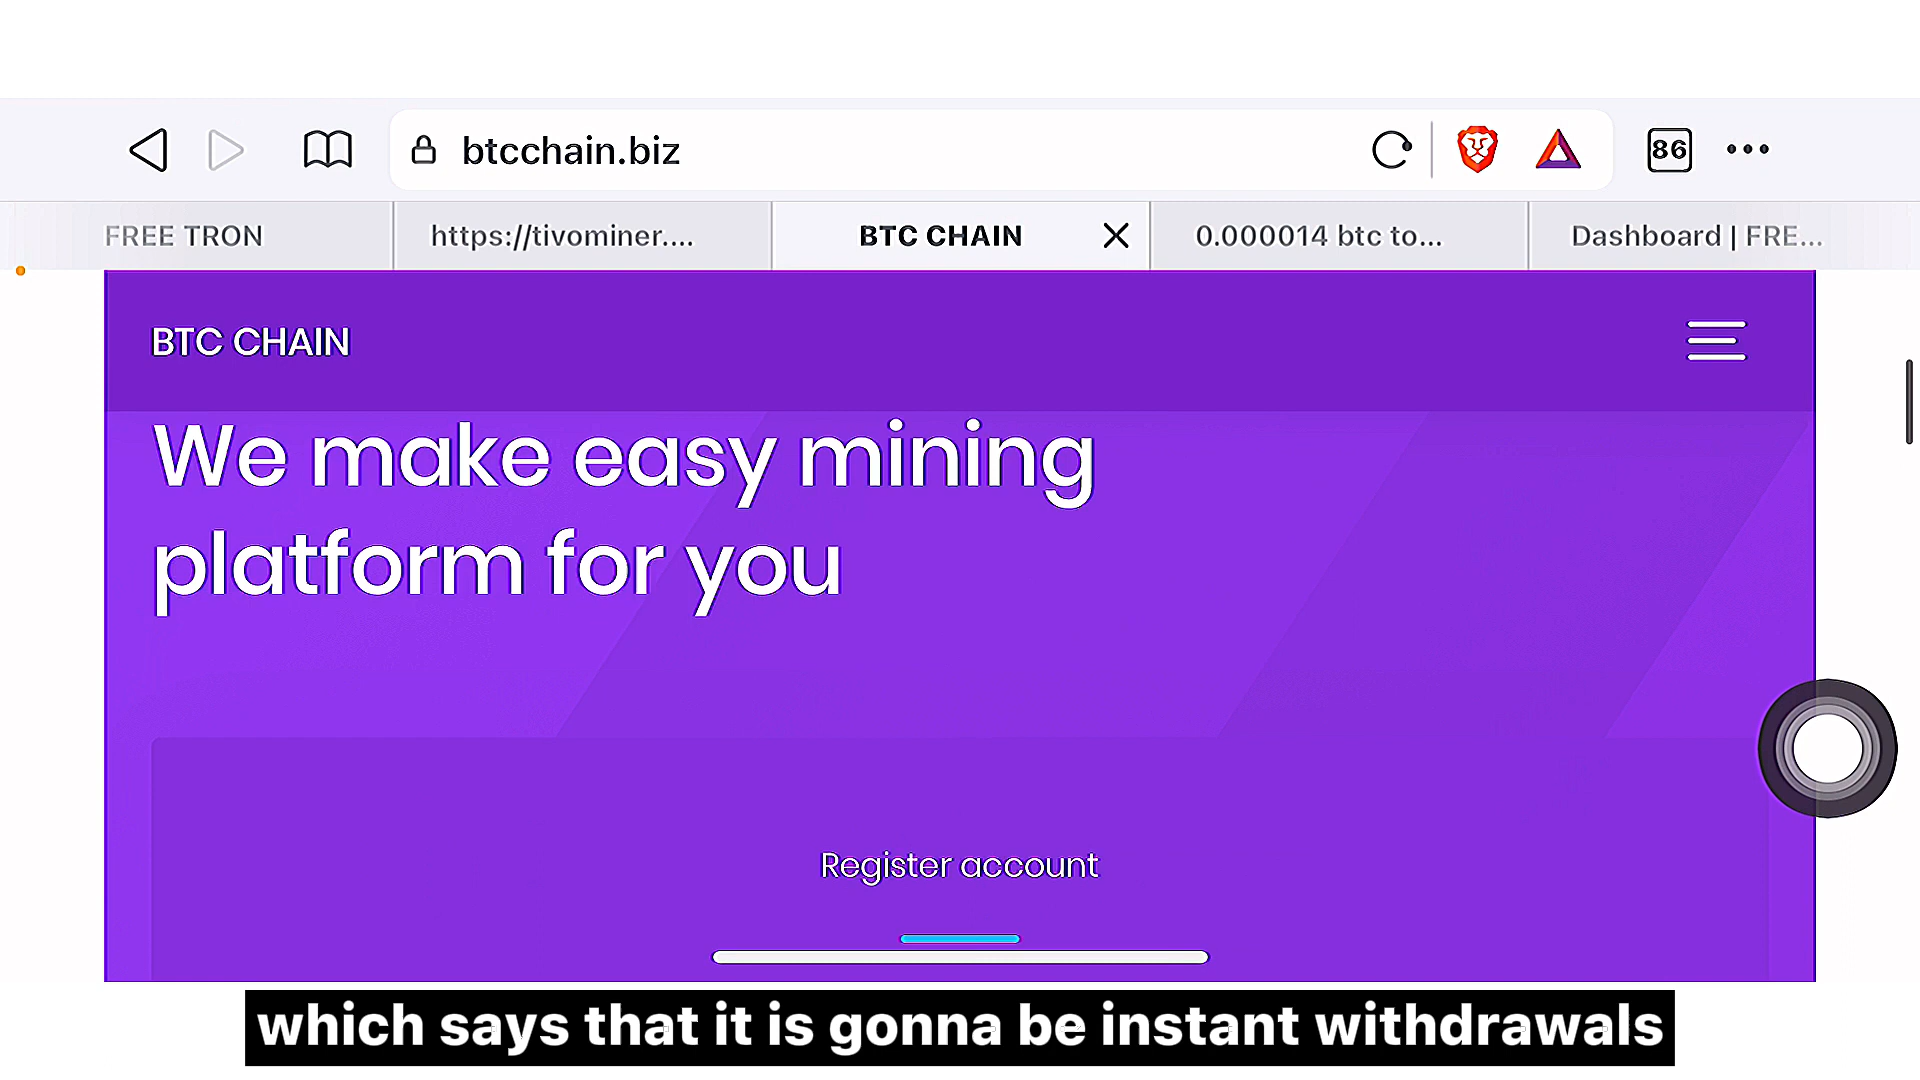 btcchain.biz
86
FREE TRON
https://tivominer....
BTC CHAIN
0.000014 btc to...
Dashboard | FRE...
BTC CHAIN
We make easy mining
platform for you
Register account
which says that it is gonna be instant withdrawals